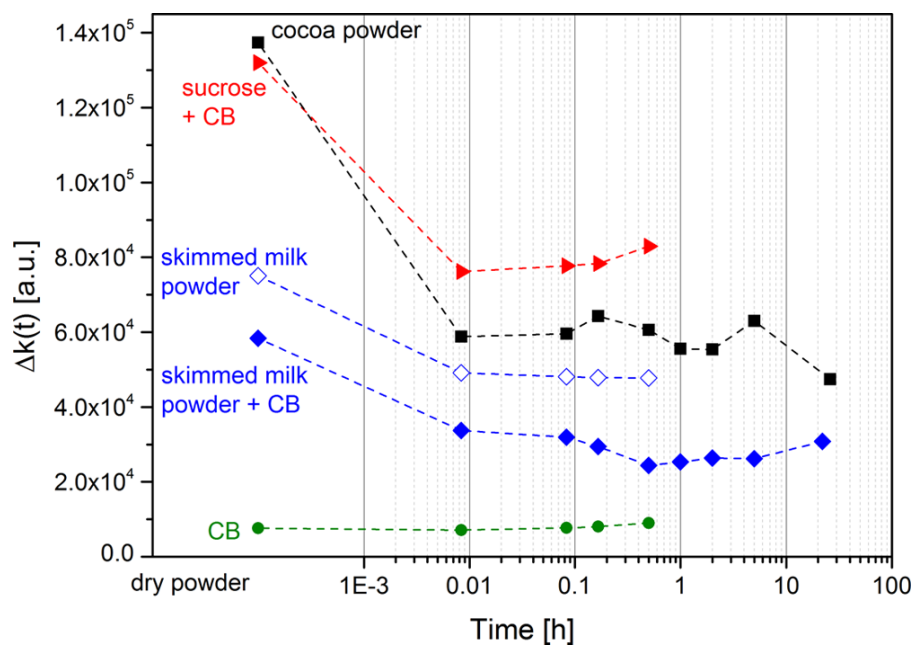 1.4x10⁵
1.2x10⁵
1.0x10⁵
8.0x10⁴
6.0x10⁴
4.0x10⁴
2.0x10⁴
0.0
Δk(t) [a.u.]
cocoa powder
sucrose
+ CB
skimmed milk
powder
skimmed milk
powder + CB
CB
dry powder
1E-3
0.01
0.1
1
10
100
Time [h]